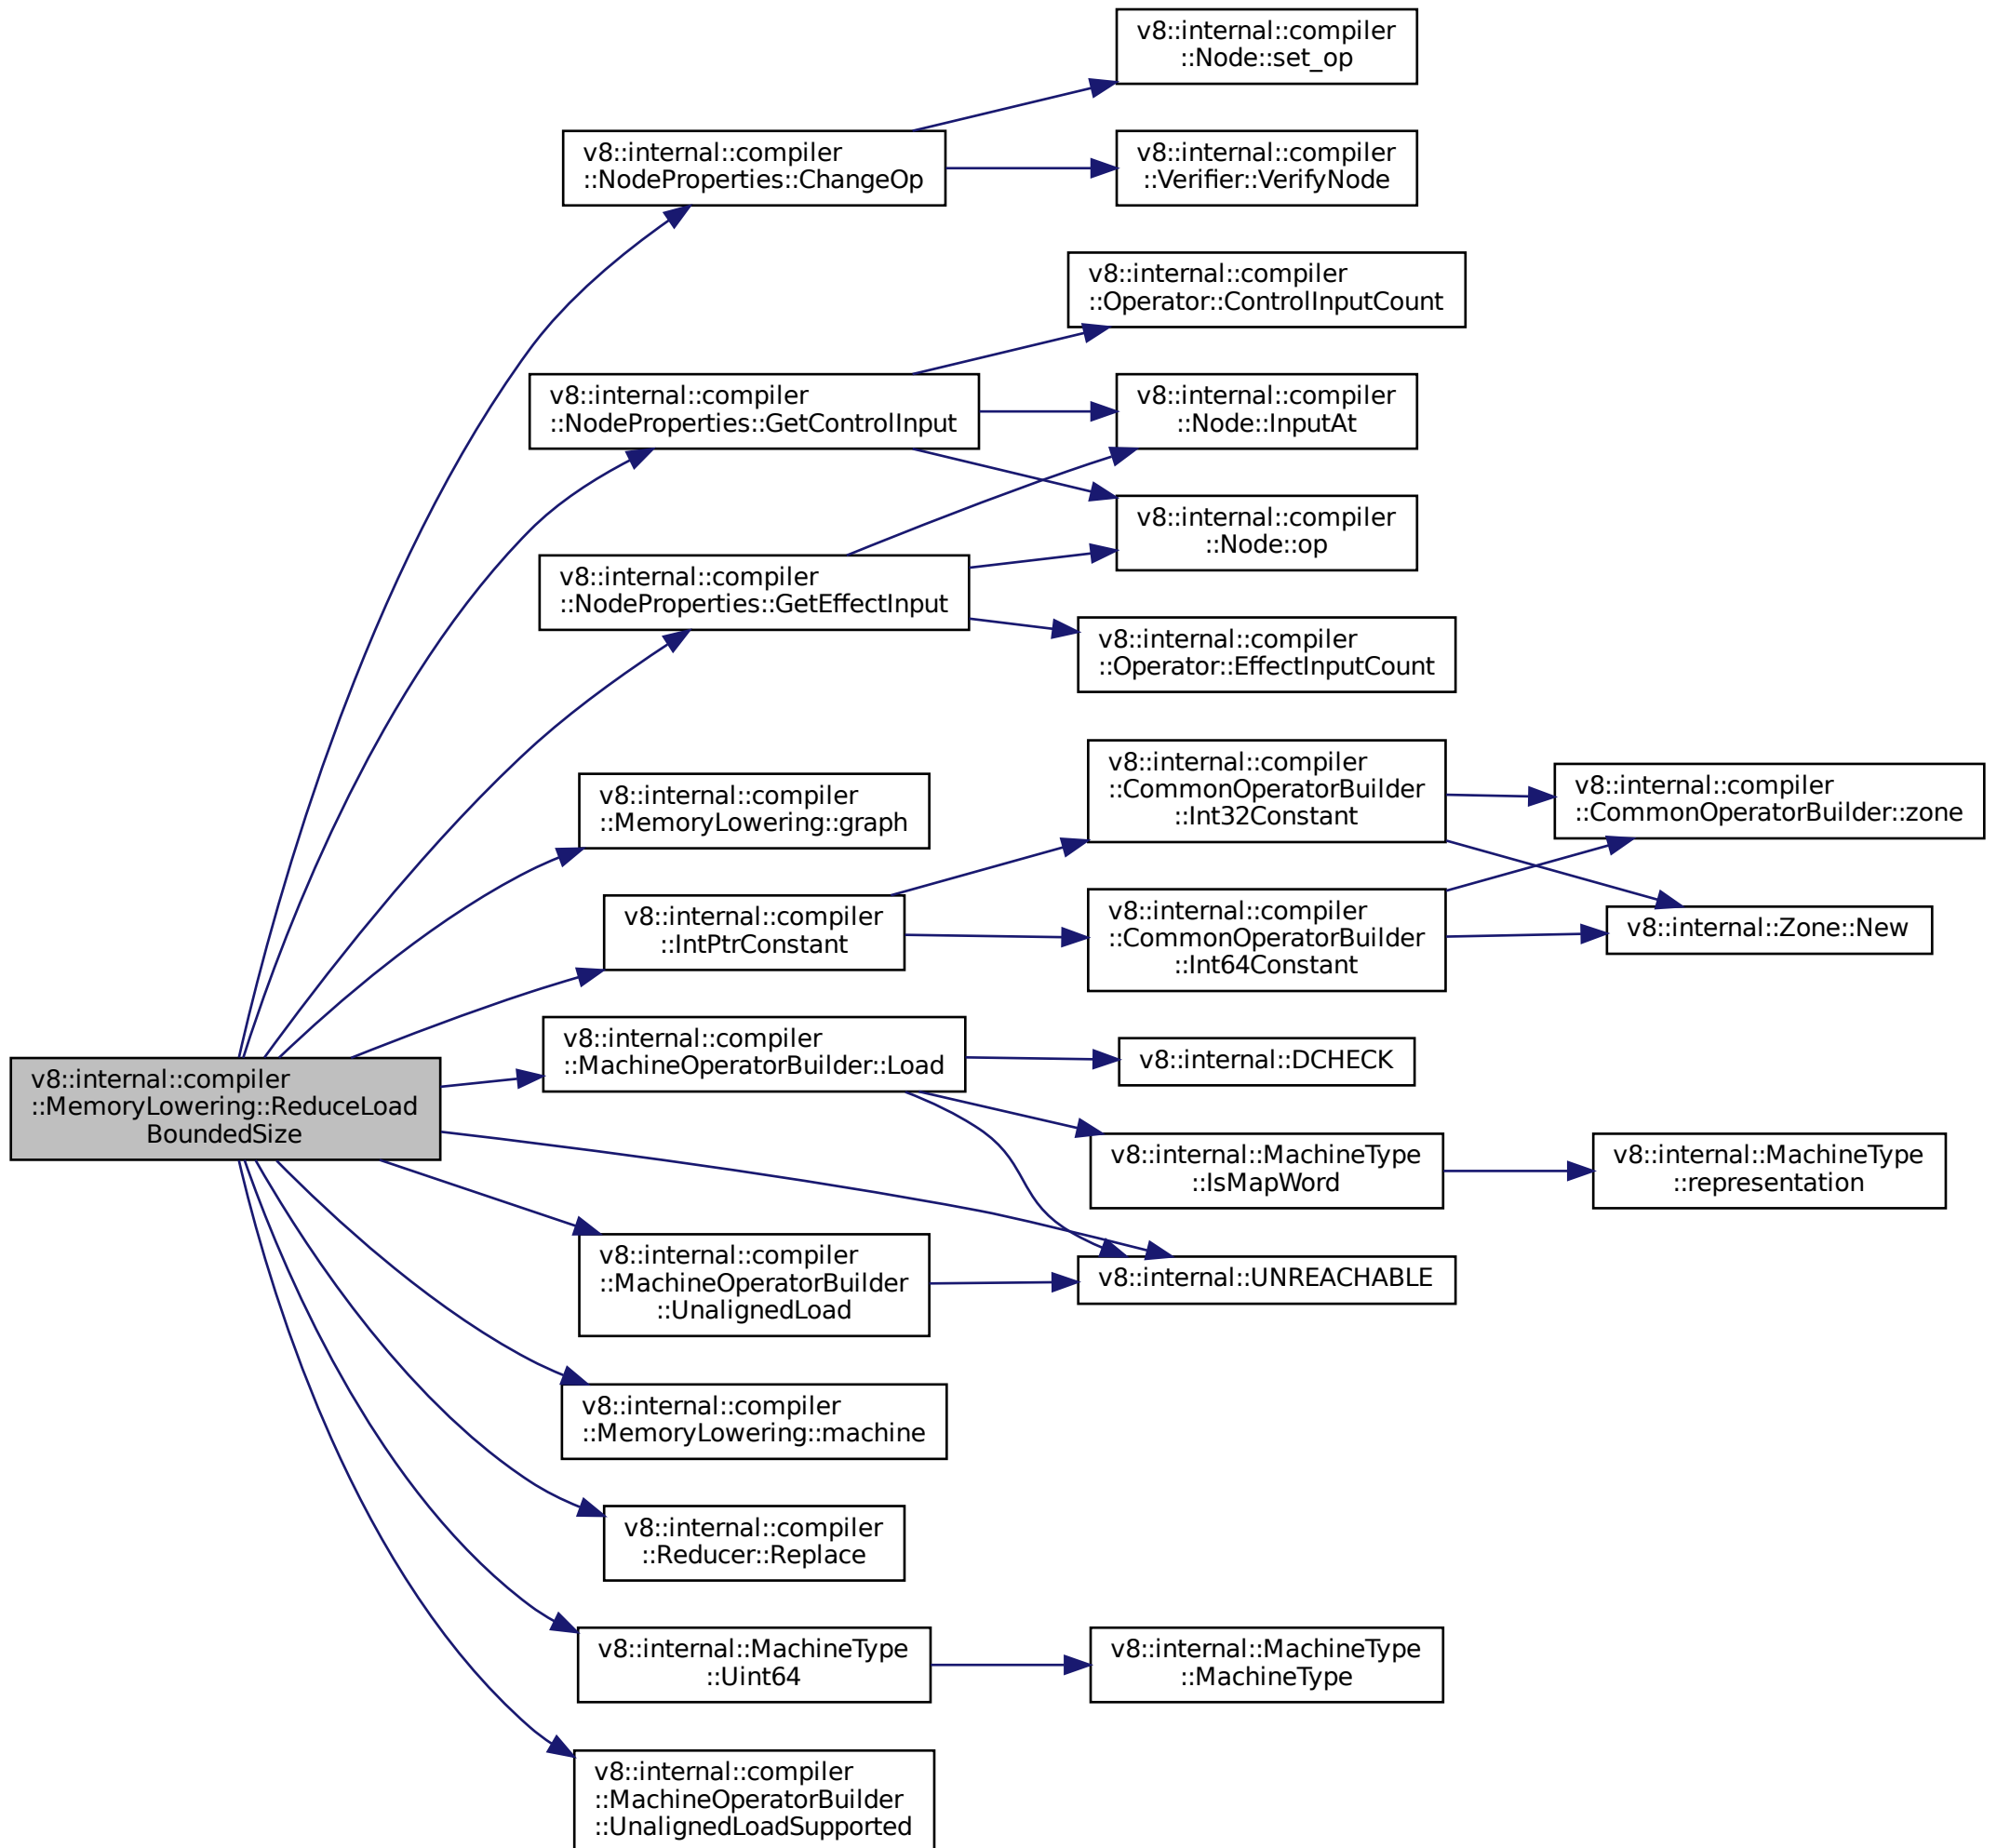 v8::internal::compiler
::Node::set_op
v8::internal::compiler
::NodeProperties::ChangeOp
v8::internal::compiler
::Verifier::VerifyNode
v8::internal::compiler
::Operator::ControlInputCount
v8::internal::compiler
::NodeProperties::GetControlInput
v8::internal::compiler
::Node::InputAt
v8::internal::compiler
::Node::op
v8::internal::compiler
::NodeProperties::GetEffectInput
v8::internal::compiler
::Operator::EffectInputCount
v8::internal::compiler
::MemoryLowering::graph
v8::internal::compiler
::CommonOperatorBuilder
::Int32Constant
v8::internal::compiler
::CommonOperatorBuilder::zone
v8::internal::compiler
::IntPtrConstant
v8::internal::compiler
::CommonOperatorBuilder
::Int64Constant
v8::internal::Zone::New
v8::internal::compiler
::MemoryLowering::ReduceLoad
BoundedSize
v8::internal::compiler
::MachineOperatorBuilder::Load
v8::internal::DCHECK
v8::internal::MachineType
::IsMapWord
v8::internal::MachineType
::representation
v8::internal::compiler
::MachineOperatorBuilder
::UnalignedLoad
v8::internal::UNREACHABLE
v8::internal::compiler
::MemoryLowering::machine
v8::internal::compiler
::Reducer::Replace
v8::internal::MachineType
::Uint64
v8::internal::MachineType
::MachineType
v8::internal::compiler
::MachineOperatorBuilder
::UnalignedLoadSupported